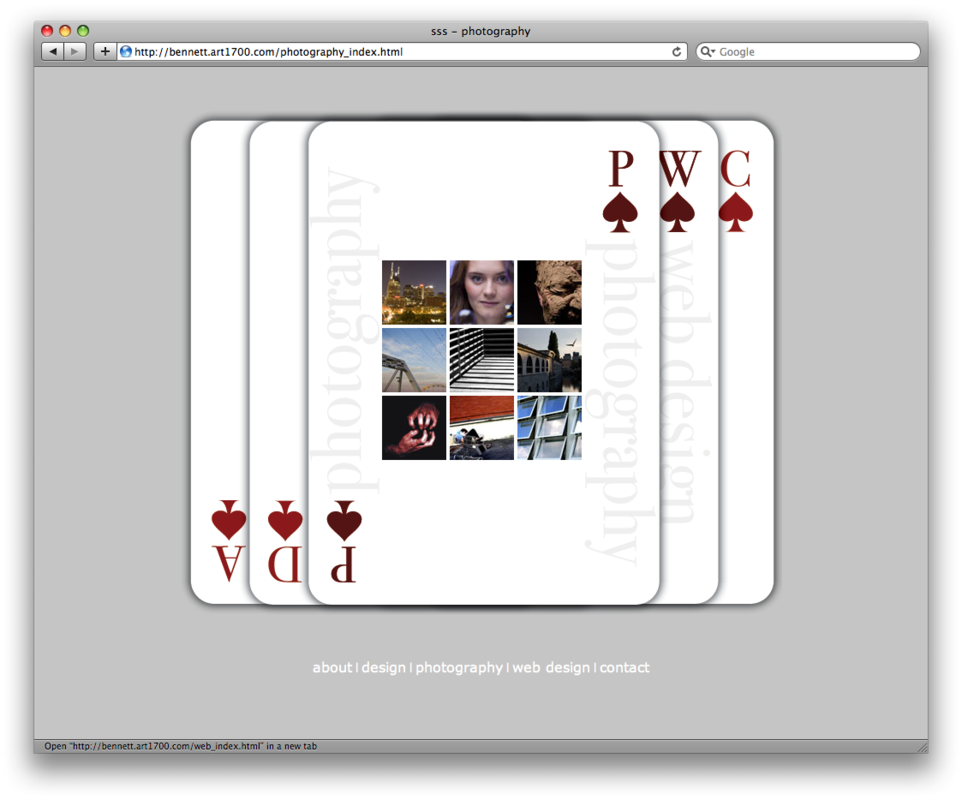 sss – photography
http://bennett.art1700.com/photography_index.html
Google
P
W
C
photography
photography
web design
A
D
P
about | design | photography | web design | contact
Open "http://bennett.art1700.com/web_index.html" in a new tab